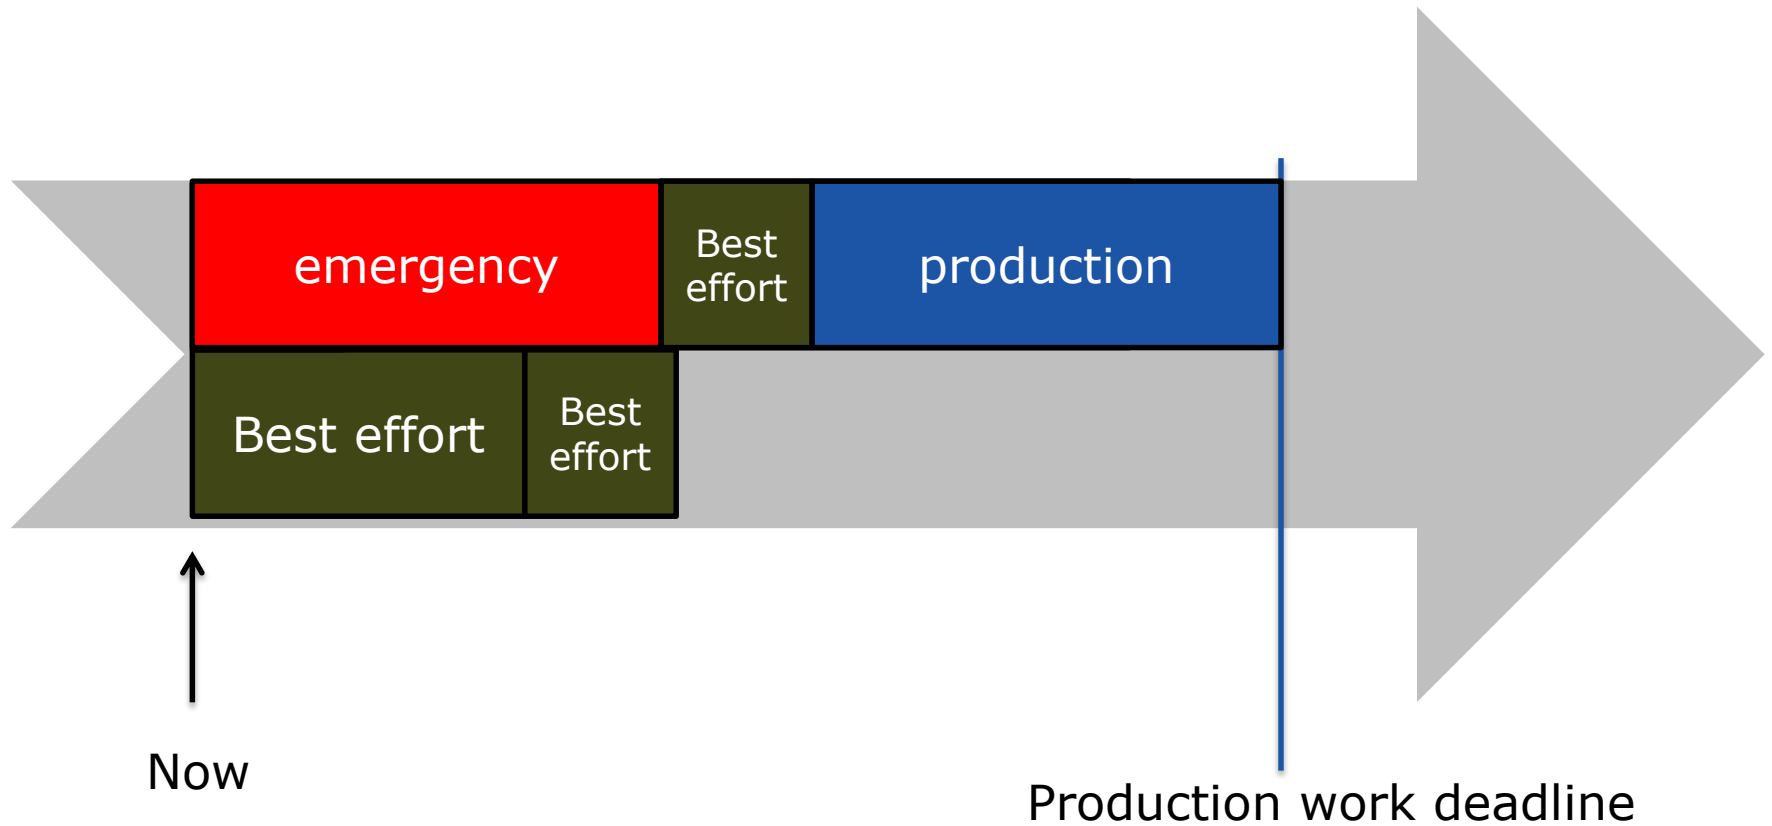 emergency
Best
effort
production
Best effort
Best
effort
Now
Production work deadline